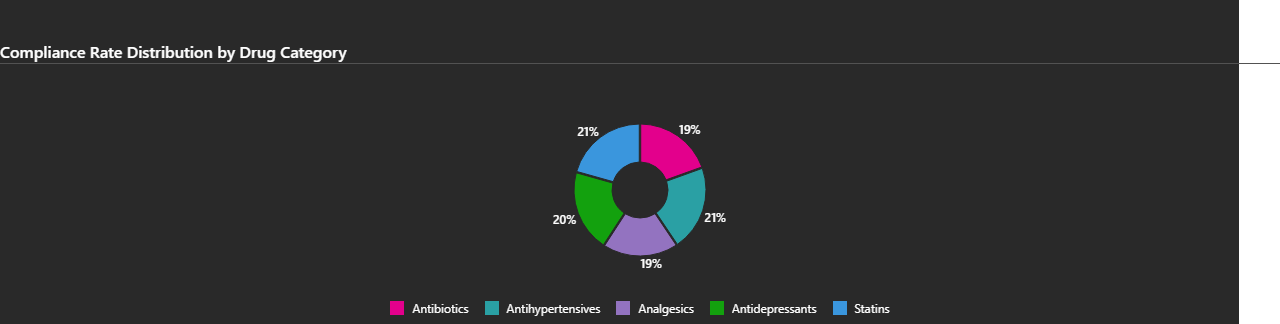 Compliance Rate Distribution by Drug Category
21% 19%
20% 21%
19%
Antibiotics Antihypertensives Analgesics Antidepressants Statins